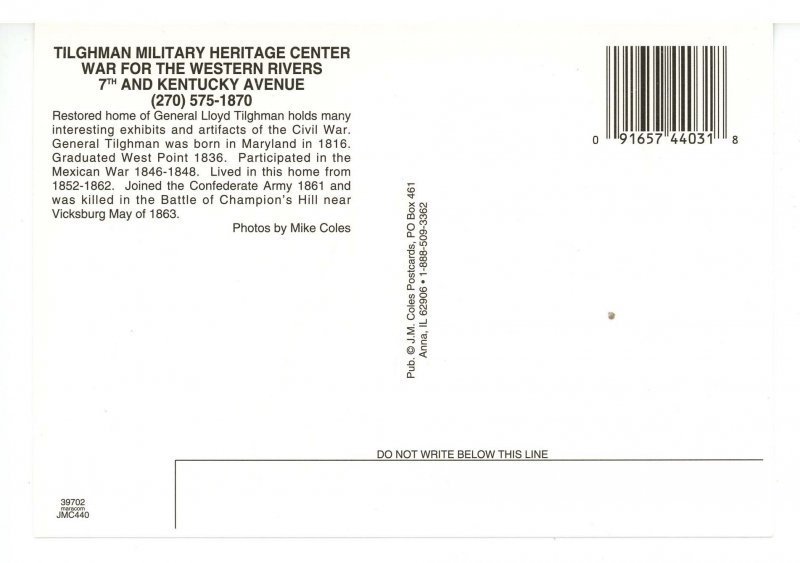 TILGHMAN MILITARY HERITAGE CENTER
WAR FOR THE WESTERN RIVERS
7TH AND KENTUCKY AVENUE
(270) 575-1870
Restored home of General Lloyd Tilghman holds many
interesting exhibits and artifacts of the Civil War.
General Tilghman was born in Maryland in 1816.
Graduated West Point 1836. Participated in the
Mexican War 1846-1848. Lived in this home from
1852-1862. Joined the Confederate Army 1861 and
was killed in the Battle of Champion's Hill near
Vicksburg May of 1863.
Photos by Mike Coles
0 91657 44031 8
Pub. © J.M. Coles Postcards, PO Box 461
Anna, IL 62906 • 1-888-509-3362
DO NOT WRITE BELOW THIS LINE
39702
maracom
JMC440